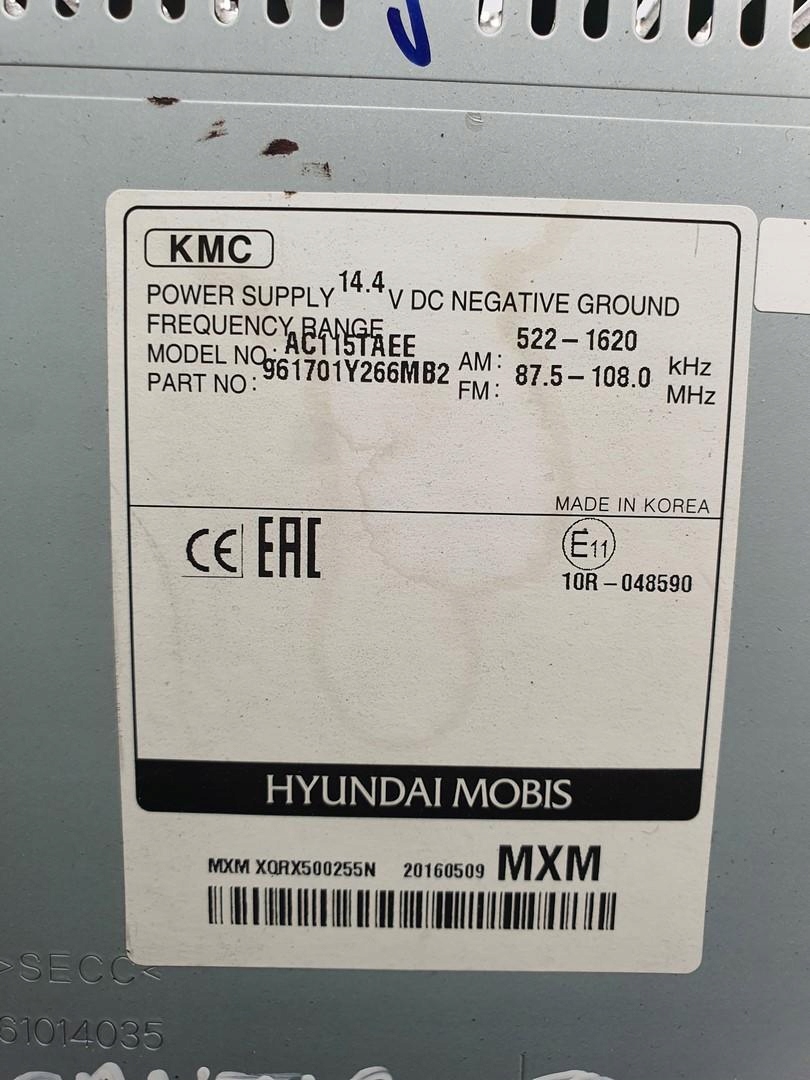 KMC
POWER SUPPLY 14.4 V DC NEGATIVE GROUND
FREQUENCY RANGE 522-1620
MODEL NO.: AC115TAEE AM: kHz
PART NO: 961701Y266MB2 FM: 87.5-108.0 MHz
MADE IN KOREA
CE EAC E11
10R-048590
HYUNDAI MOBIS
MXM XQRX500255N 20160509 MXM
>SECC<
61014035